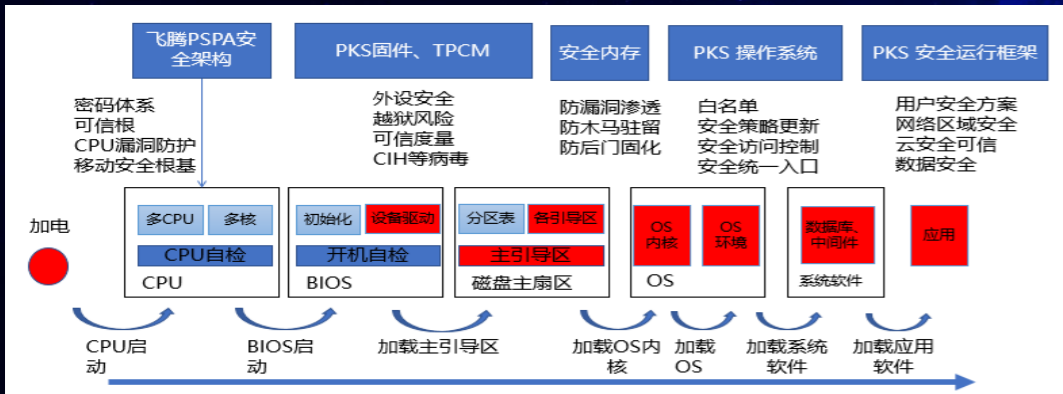 飞腾PSPA安
全架构
PKS固件、TPCM
安全内存
PKS 操作系统
PKS 安全运行框架
密码体系
可信根
CPU漏洞防护
移动安全根基
外设安全
越狱风险
可信度量
CIH等病毒
防漏洞渗透
防木马驻留
防后门固化
白名单
安全策略更新
安全访问控制
安全统一入口
用户安全方案
网络区域安全
云安全可信
数据安全
加电
多CPU
多核
CPU自检
CPU
初始化
设备驱动
开机自检
BIOS
分区表
各引导区
主引导区
磁盘主扇区
OS
内核
OS
环境
OS
数据库、
中间件
系统软件
应用
CPU启
动
BIOS启
动
加载主引导区
加载OS内
核
加载
OS
加载系统
软件
加载应用
软件